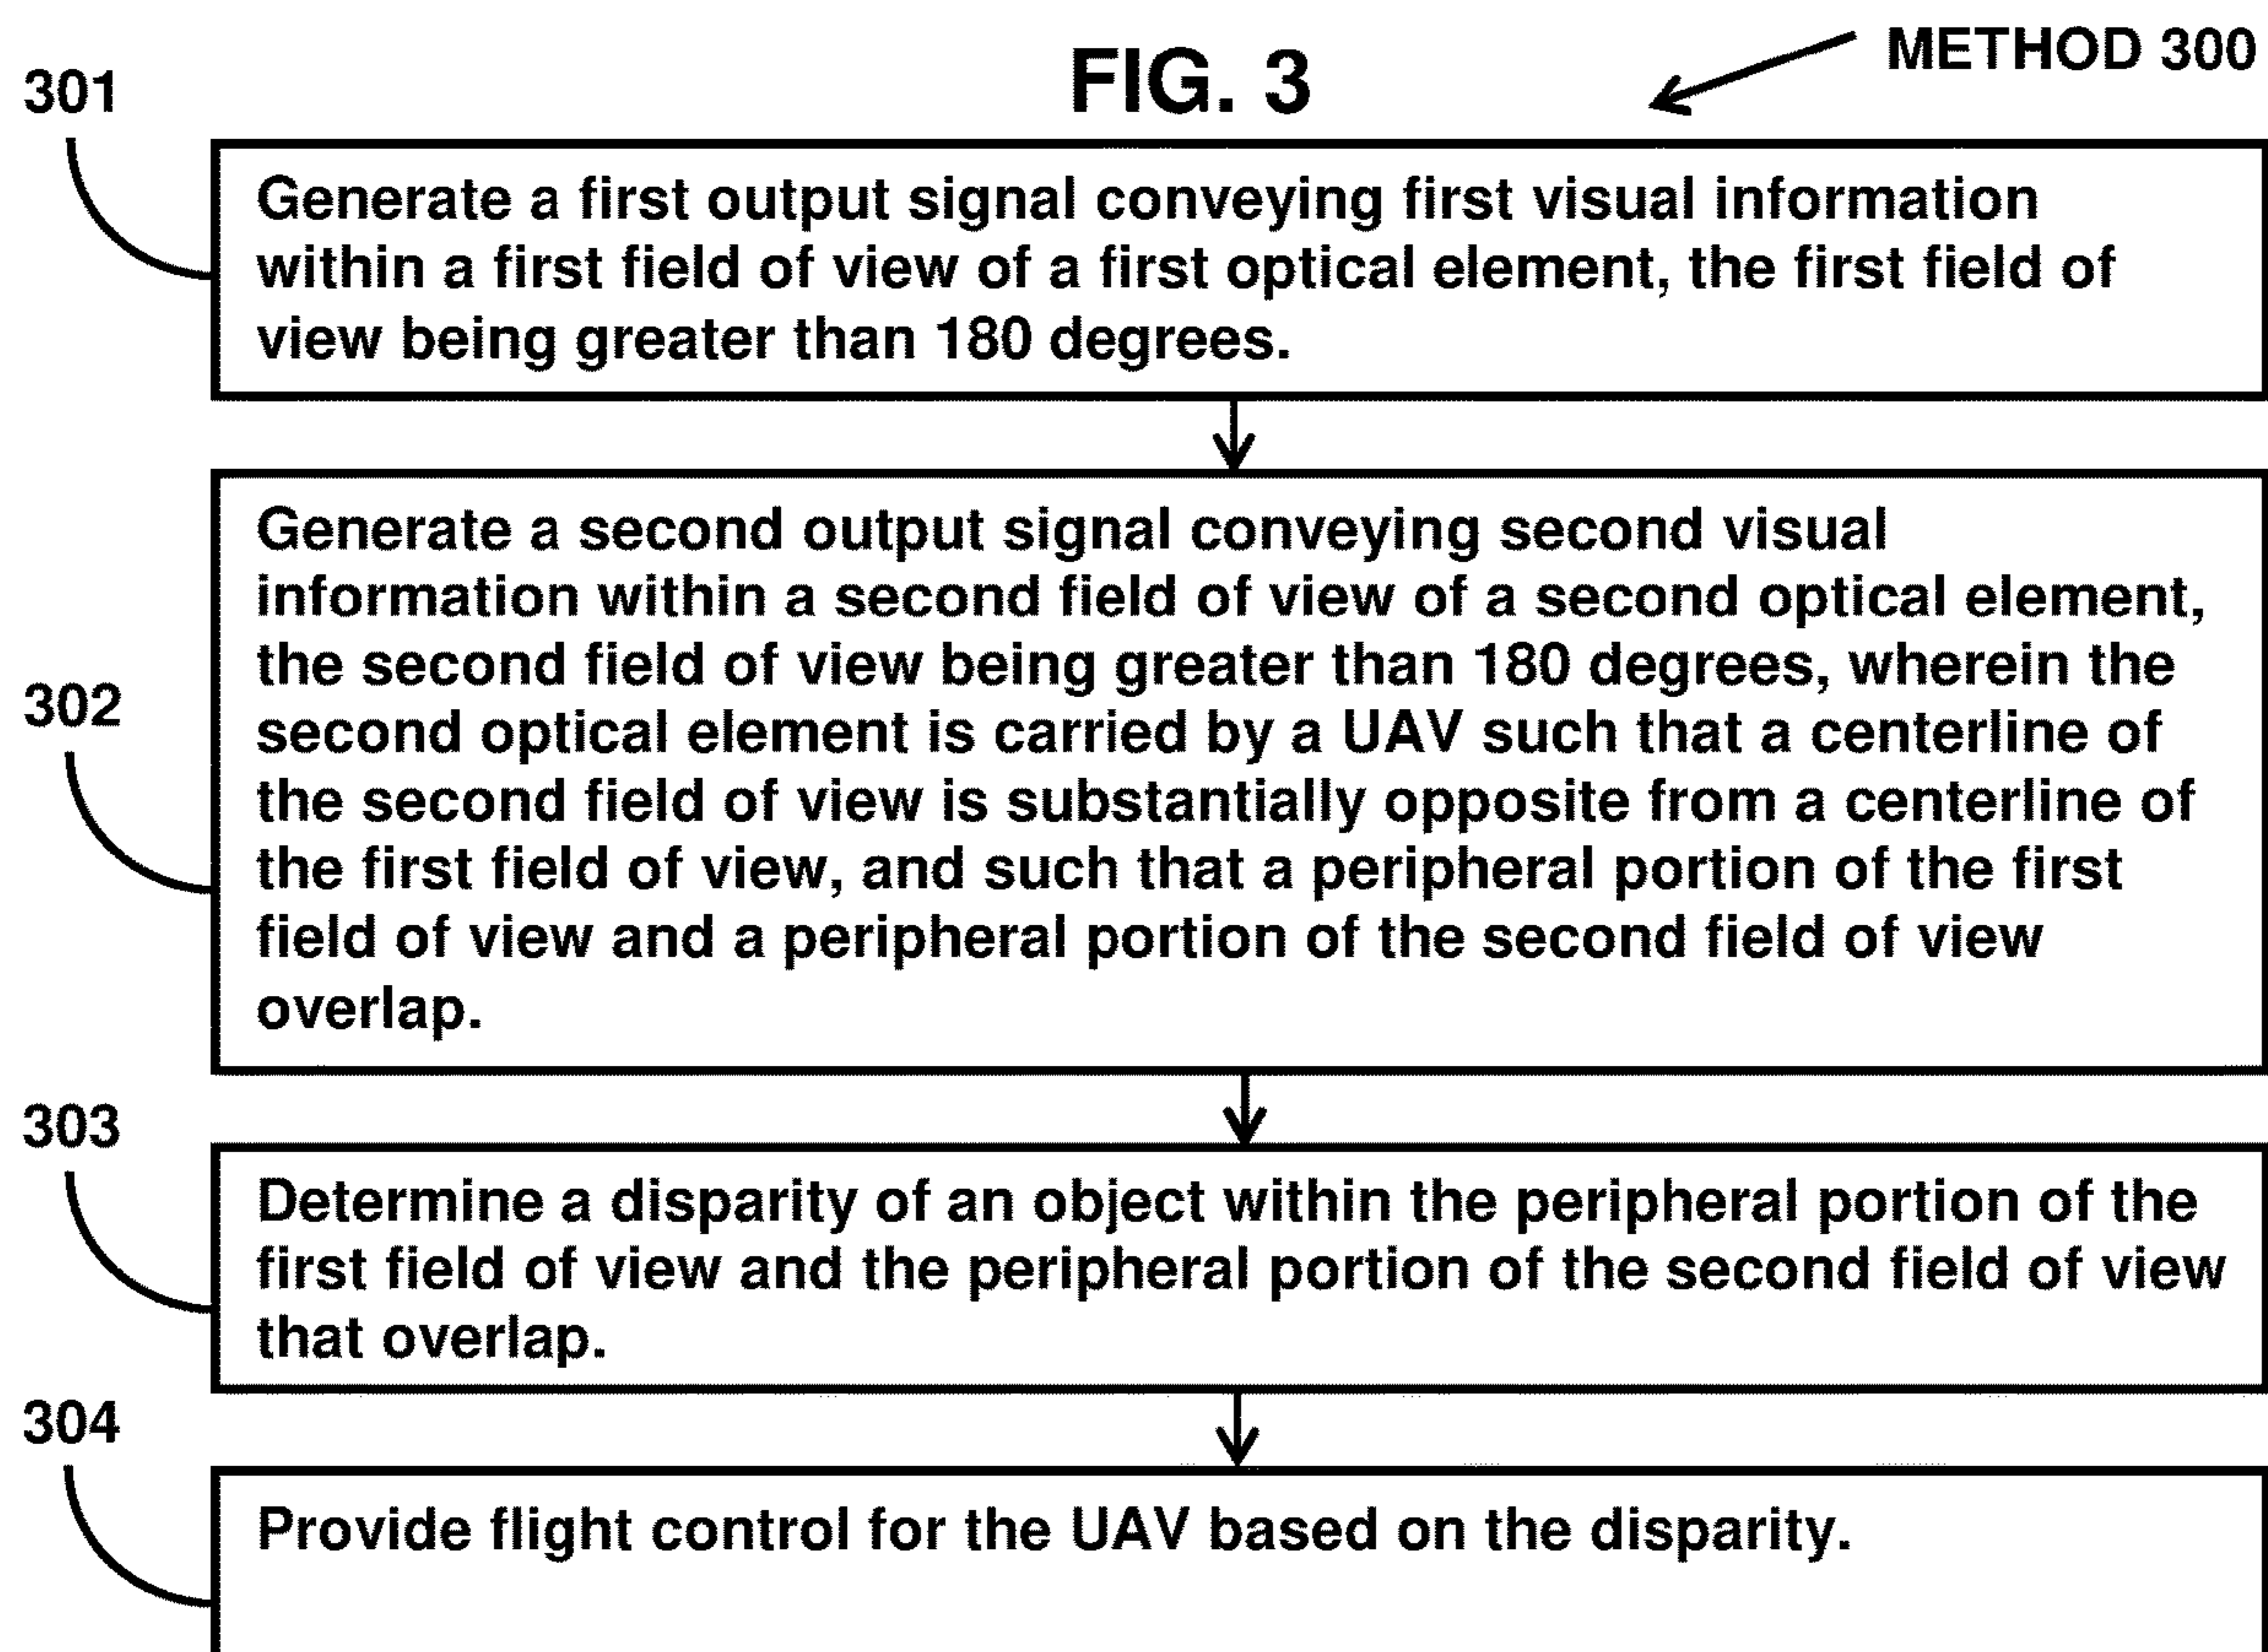 FIG. 3
METHOD 300
301
Generate a first output signal conveying first visual information
within a first field of view of a first optical element, the first field of
view being greater than 180 degrees.
302
Generate a second output signal conveying second visual
information within a second field of view of a second optical element,
the second field of view being greater than 180 degrees, wherein the
second optical element is carried by a UAV such that a centerline of
the second field of view is substantially opposite from a centerline of
the first field of view, and such that a peripheral portion of the first
field of view and a peripheral portion of the second field of view
overlap.
303
Determine a disparity of an object within the peripheral portion of the
first field of view and the peripheral portion of the second field of view
that overlap.
304
Provide flight control for the UAV based on the disparity.